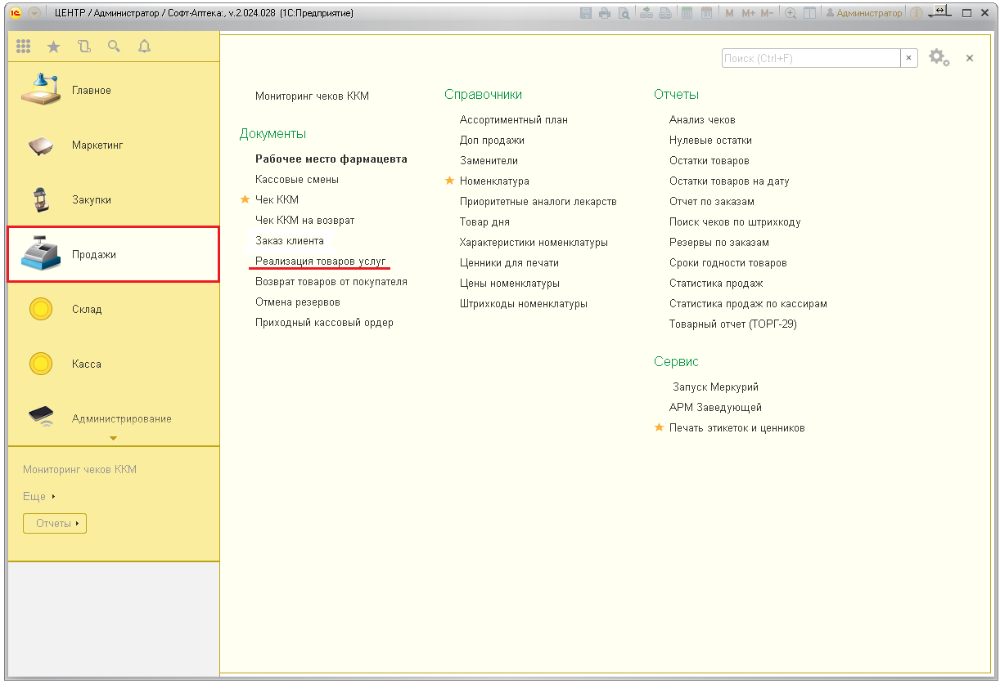 ЦЕНТР / Администратор / Софт-Аптека:, v.2.024.028 (1С:Предприятие)
M M+ M- Администратор
Главное
Маркетинг
Закупки
Продажи
Склад
Касса
Администрирование
Мониторинг чеков ККМ
Еще
Отчеты
Поиск (Ctrl+F)
Мониторинг чеков ККМ
Документы
Рабочее место фармацевта
Кассовые смены
Чек ККМ
Чек ККМ на возврат
Заказ клиента
Реализация товаров услуг
Возврат товаров от покупателя
Отмена резервов
Приходный кассовый ордер
Справочники
Ассортиментный план
Доп продажи
Заменители
Номенклатура
Приоритетные аналоги лекарств
Товар дня
Характеристики номенклатуры
Ценники для печати
Цены номенклатуры
Штрихкоды номенклатуры
Отчеты
Анализ чеков
Нулевые остатки
Остатки товаров
Остатки товаров на дату
Отчет по заказам
Поиск чеков по штрихкоду
Резервы по заказам
Сроки годности товаров
Статистика продаж
Статистика продаж по кассирам
Товарный отчет (ТОРГ-29)
Сервис
Запуск Меркурий
АРМ Заведующей
Печать этикеток и ценников